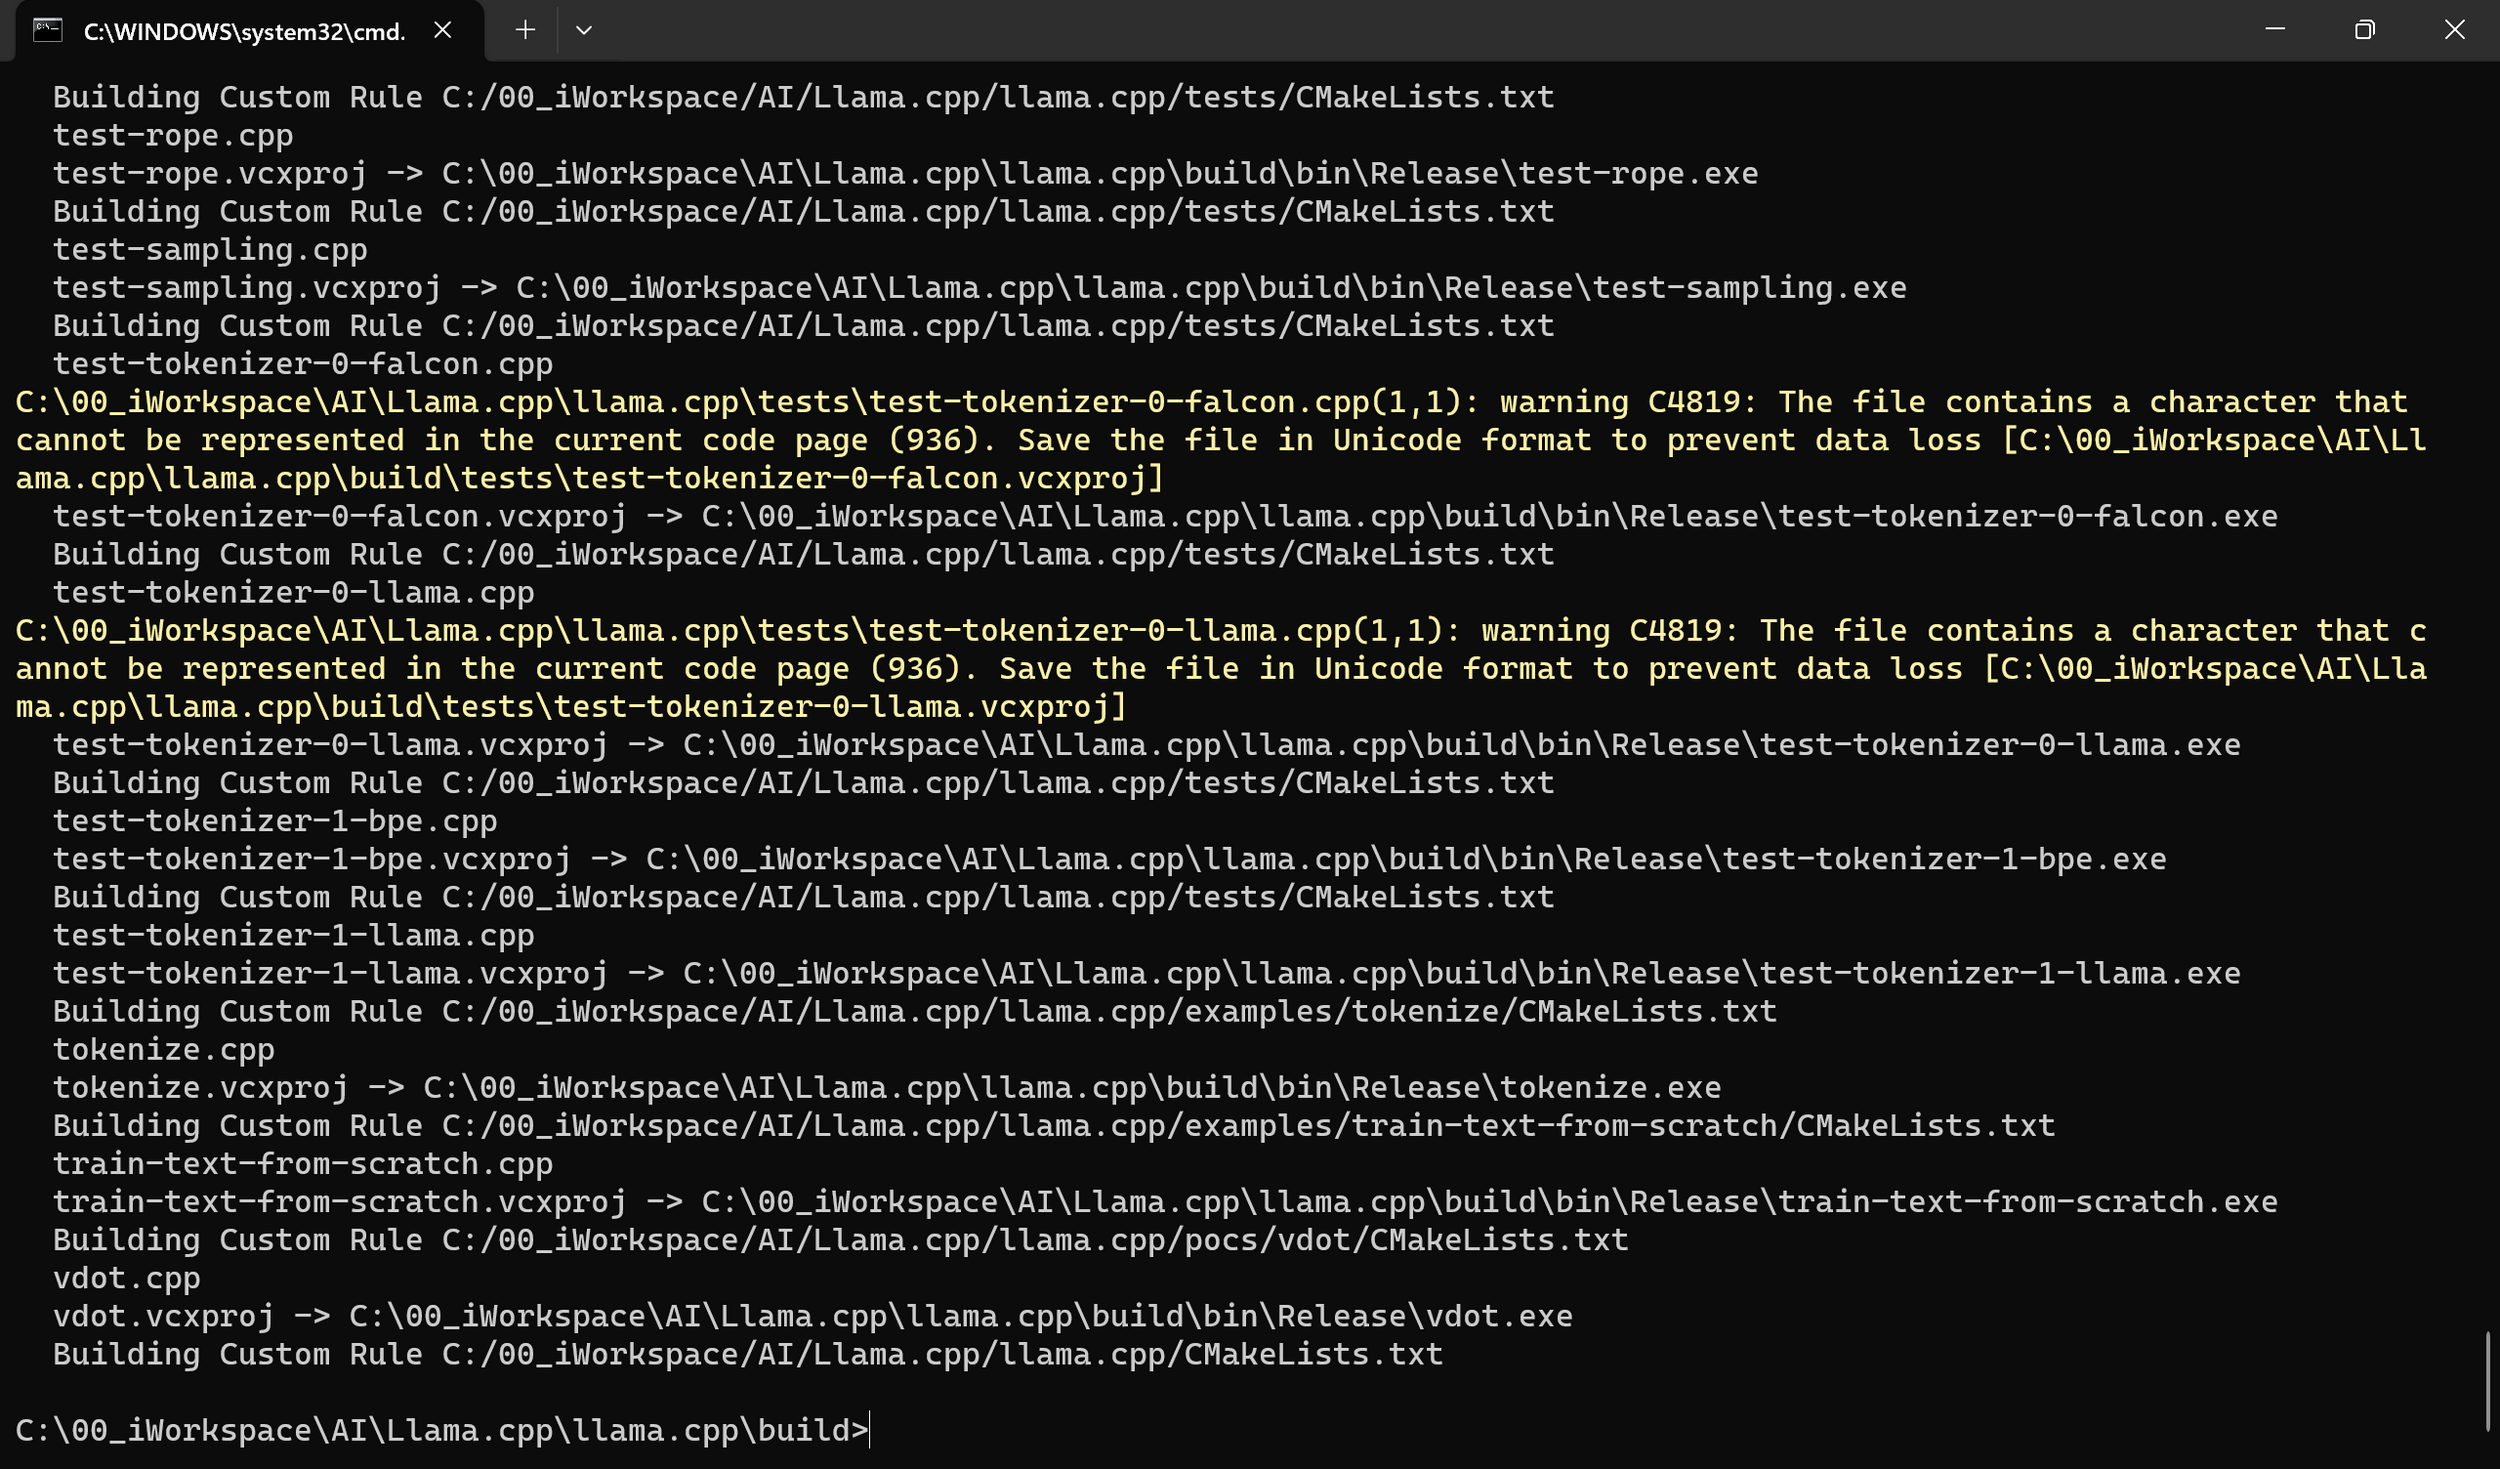 C:\WINDOWS\system32\cmd.
Building Custom Rule C:/00_iWorkspace/AI/Llama.cpp/llama.cpp/tests/CMakeLists.txt
test-rope.cpp
test-rope.vcxproj -> C:\00_iWorkspace\AI\Llama.cpp\llama.cpp\build\bin\Release\test-rope.exe
Building Custom Rule C:/00_iWorkspace/AI/Llama.cpp/llama.cpp/tests/CMakeLists.txt
test-sampling.cpp
test-sampling.vcxproj -> C:\00_iWorkspace\AI\Llama.cpp\llama.cpp\build\bin\Release\test-sampling.exe
Building Custom Rule C:/00_iWorkspace/AI/Llama.cpp/llama.cpp/tests/CMakeLists.txt
test-tokenizer-0-falcon.cpp
C:\00_iWorkspace\AI\Llama.cpp\llama.cpp\tests\test-tokenizer-0-falcon.cpp(1,1): warning C4819: The file contains a character that
cannot be represented in the current code page (936). Save the file in Unicode format to prevent data loss [C:\00_iWorkspace\AI\Ll
ama.cpp\llama.cpp\build\tests\test-tokenizer-0-falcon.vcxproj]
test-tokenizer-0-falcon.vcxproj -> C:\00_iWorkspace\AI\Llama.cpp\llama.cpp\build\bin\Release\test-tokenizer-0-falcon.exe
Building Custom Rule C:/00_iWorkspace/AI/Llama.cpp/llama.cpp/tests/CMakeLists.txt
test-tokenizer-0-llama.cpp
C:\00_iWorkspace\AI\Llama.cpp\llama.cpp\tests\test-tokenizer-0-llama.cpp(1,1): warning C4819: The file contains a character that c
annot be represented in the current code page (936). Save the file in Unicode format to prevent data loss [C:\00_iWorkspace\AI\Lla
ma.cpp\llama.cpp\build\tests\test-tokenizer-0-llama.vcxproj]
test-tokenizer-0-llama.vcxproj -> C:\00_iWorkspace\AI\Llama.cpp\llama.cpp\build\bin\Release\test-tokenizer-0-llama.exe
Building Custom Rule C:/00_iWorkspace/AI/Llama.cpp/llama.cpp/tests/CMakeLists.txt
test-tokenizer-1-bpe.cpp
test-tokenizer-1-bpe.vcxproj -> C:\00_iWorkspace\AI\Llama.cpp\llama.cpp\build\bin\Release\test-tokenizer-1-bpe.exe
Building Custom Rule C:/00_iWorkspace/AI/Llama.cpp/llama.cpp/tests/CMakeLists.txt
test-tokenizer-1-llama.cpp
test-tokenizer-1-llama.vcxproj -> C:\00_iWorkspace\AI\Llama.cpp\llama.cpp\build\bin\Release\test-tokenizer-1-llama.exe
Building Custom Rule C:/00_iWorkspace/AI/Llama.cpp/llama.cpp/examples/tokenize/CMakeLists.txt
tokenize.cpp
tokenize.vcxproj -> C:\00_iWorkspace\AI\Llama.cpp\llama.cpp\build\bin\Release\tokenize.exe
Building Custom Rule C:/00_iWorkspace/AI/Llama.cpp/llama.cpp/examples/train-text-from-scratch/CMakeLists.txt
train-text-from-scratch.cpp
train-text-from-scratch.vcxproj -> C:\00_iWorkspace\AI\Llama.cpp\llama.cpp\build\bin\Release\train-text-from-scratch.exe
Building Custom Rule C:/00_iWorkspace/AI/Llama.cpp/llama.cpp/pocs/vdot/CMakeLists.txt
vdot.cpp
vdot.vcxproj -> C:\00_iWorkspace\AI\Llama.cpp\llama.cpp\build\bin\Release\vdot.exe
Building Custom Rule C:/00_iWorkspace/AI/Llama.cpp/llama.cpp/CMakeLists.txt
C:\00_iWorkspace\AI\Llama.cpp\llama.cpp\build>